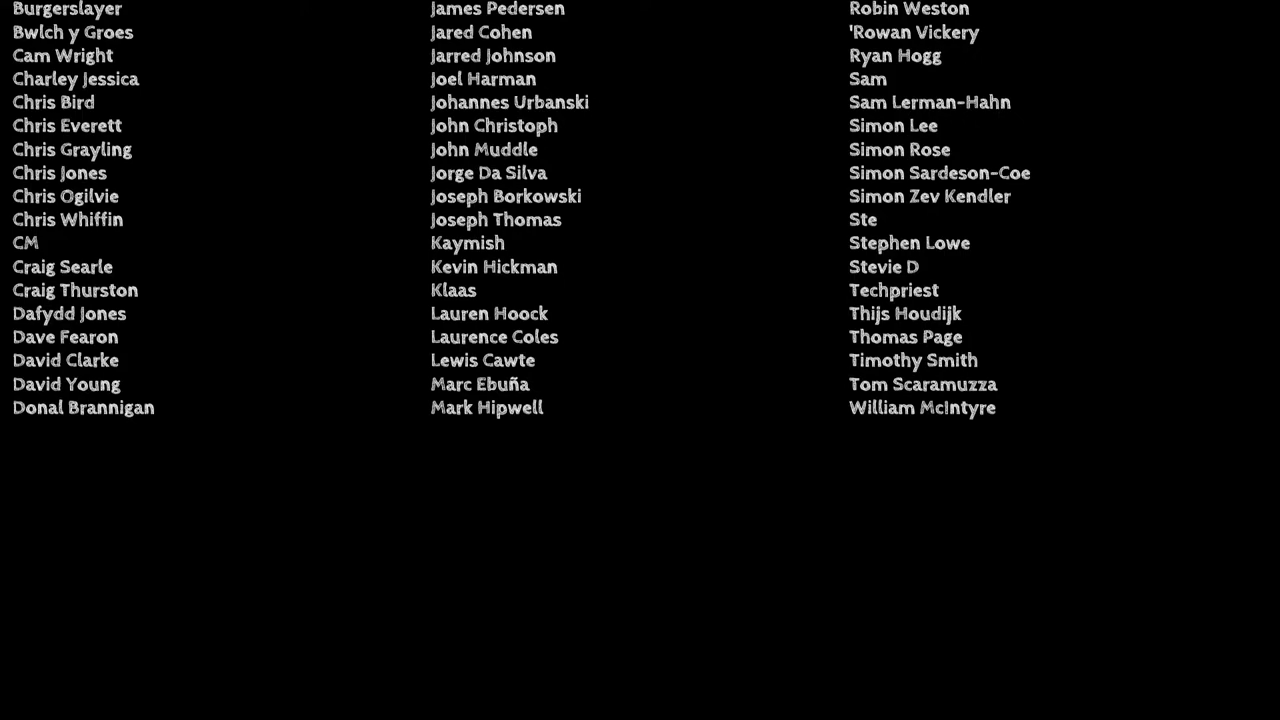 Burgerslayer
Bwlch y Groes
Cam Wright
Charley Jessica
Chris Bird
Chris Everett
Chris Grayling
Chris Jones
Chris Ogilvie
Chris Whiffin
CM
Craig Searle
Craig Thurston
Dafydd Jones
Dave Fearon
David Clarke
David Young
Donal Brannigan
James Pedersen
Jared Cohen
Jarred Johnson
Joel Harman
Johannes Urbanski
John Christoph
John Muddle
Jorge Da Silva
Joseph Borkowski
Joseph Thomas
Kaymish
Kevin Hickman
Klaas
Lauren Hoock
Laurence Coles
Lewis Cawte
Marc Ebuña
Mark Hipwell
Robin Weston
'Rowan Vickery
Ryan Hogg
Sam
Sam Lerman-Hahn
Simon Lee
Simon Rose
Simon Sardeson-Coe
Simon Zev Kendler
Ste
Stephen Lowe
Stevie D
Techpriest
Thijs Houdijk
Thomas Page
Timothy Smith
Tom Scaramuzza
William McIntyre